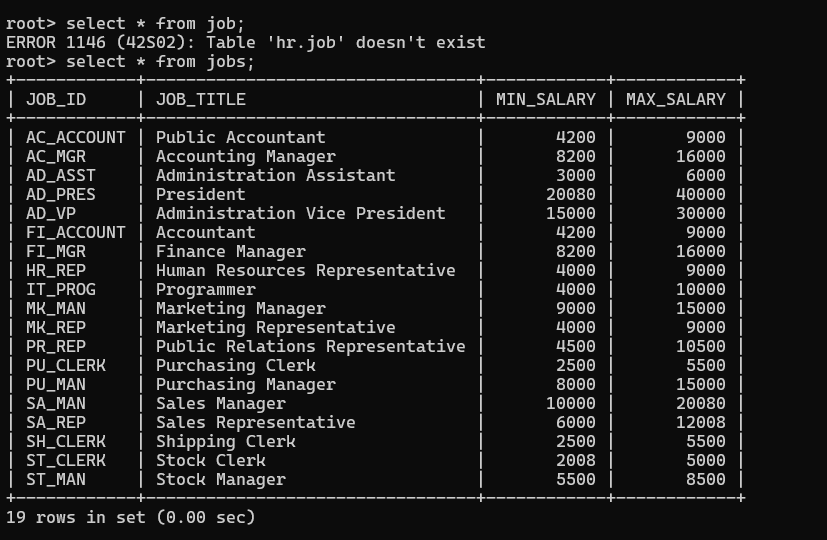 root> select * from job;
ERROR 1146 (42S02): Table 'hr.job' doesn't exist
root> select * from jobs;
+------------+---------------------------------+------------+------------+
| JOB_ID     | JOB_TITLE                       | MIN_SALARY | MAX_SALARY |
+------------+---------------------------------+------------+------------+
| AC_ACCOUNT | Public Accountant               |       4200 |       9000 |
| AC_MGR     | Accounting Manager              |       8200 |      16000 |
| AD_ASST    | Administration Assistant        |       3000 |       6000 |
| AD_PRES    | President                       |      20080 |      40000 |
| AD_VP      | Administration Vice President   |      15000 |      30000 |
| FI_ACCOUNT | Accountant                      |       4200 |       9000 |
| FI_MGR     | Finance Manager                 |       8200 |      16000 |
| HR_REP     | Human Resources Representative  |       4000 |       9000 |
| IT_PROG    | Programmer                      |       4000 |      10000 |
| MK_MAN     | Marketing Manager               |       9000 |      15000 |
| MK_REP     | Marketing Representative        |       4000 |       9000 |
| PR_REP     | Public Relations Representative |       4500 |      10500 |
| PU_CLERK   | Purchasing Clerk                |       2500 |       5500 |
| PU_MAN     | Purchasing Manager              |       8000 |      15000 |
| SA_MAN     | Sales Manager                   |      10000 |      20080 |
| SA_REP     | Sales Representative            |       6000 |      12008 |
| SH_CLERK   | Shipping Clerk                  |       2500 |       5500 |
| ST_CLERK   | Stock Clerk                     |       2008 |       5000 |
| ST_MAN     | Stock Manager                   |       5500 |       8500 |
+------------+---------------------------------+------------+------------+
19 rows in set (0.00 sec)